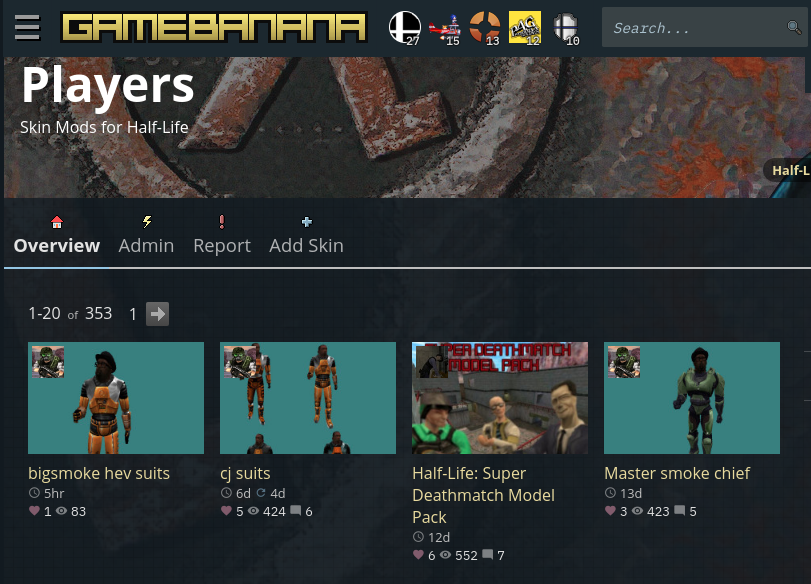 GAMEBANANA
27
15
13
12
10
Search...
Players
Skin Mods for Half-Life
Half-L
Overview
Admin
Report
Add Skin
1-20 of 353 1
SUPER DEATHMATCH
MODEL PACK
bigsmoke hev suits
5hr
1 83
cj suits
6d 4d
5 424 6
Half-Life: Super
Deathmatch Model
Pack
12d
6 552 7
Master smoke chief
13d
3 423 5